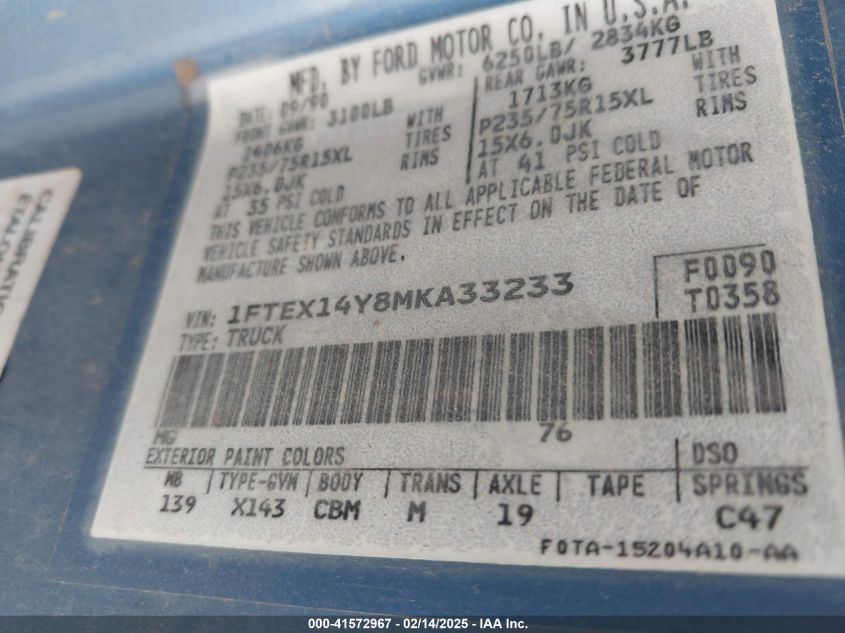 MFD. BY FORD MOTOR CO. IN U.S.A.
DATE: 09/90 GVWR: 6250LB/ 2834KG
FRONT GAWR: 3100LB REAR GAWR: 3777LB
1406KG WITH 1713KG WITH
P235/75R15XL TIRES P235/75R15XL TIRES
15X6.0JK RIMS 15X6.0JK RIMS
AT 35 PSI COLD AT 41 PSI COLD
THIS VEHICLE CONFORMS TO ALL APPLICABLE FEDERAL MOTOR
VEHICLE SAFETY STANDARDS IN EFFECT ON THE DATE OF
MANUFACTURE SHOWN ABOVE.
VIN: 1FTEX14Y8MKA33233 F0090
TYPE: TRUCK T0358
MG 76
EXTERIOR PAINT COLORS DSO
WB TYPE-GVW BODY TRANS AXLE TAPE SPRINGS
139 X143 CBM M 19 C47
F0TA-15204A10-AA
000-41572967 - 02/14/2025 - IAA Inc.